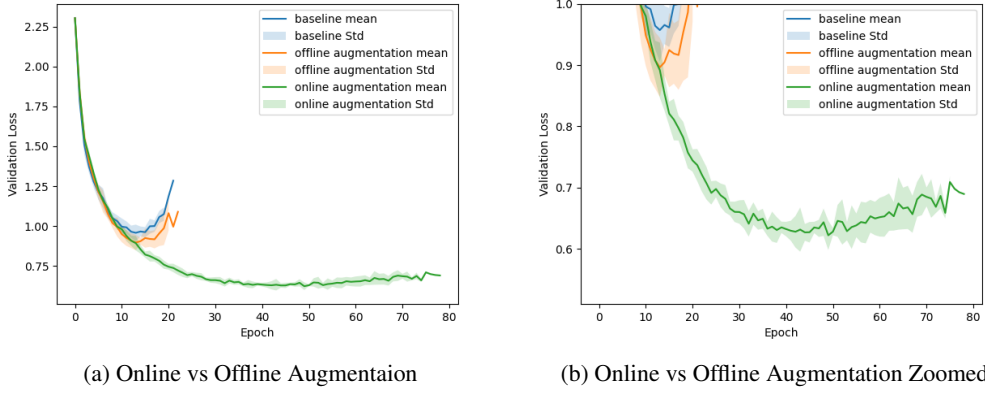 2.25
2.00
1.75
1.50
1.25
1.00
0.75
Validation Loss
0 10 20 30 40 50 60 70 80
Epoch
baseline mean
baseline Std
offline augmentation mean
offline augmentation Std
online augmentation mean
online augmentation Std
(a) Online vs Offline Augmentaion
1.0
0.9
0.8
0.7
0.6
Validation Loss
0 10 20 30 40 50 60 70 80
Epoch
baseline mean
baseline Std
offline augmentation mean
offline augmentation Std
online augmentation mean
online augmentation Std
(b) Online vs Offline Augmentation Zoomed